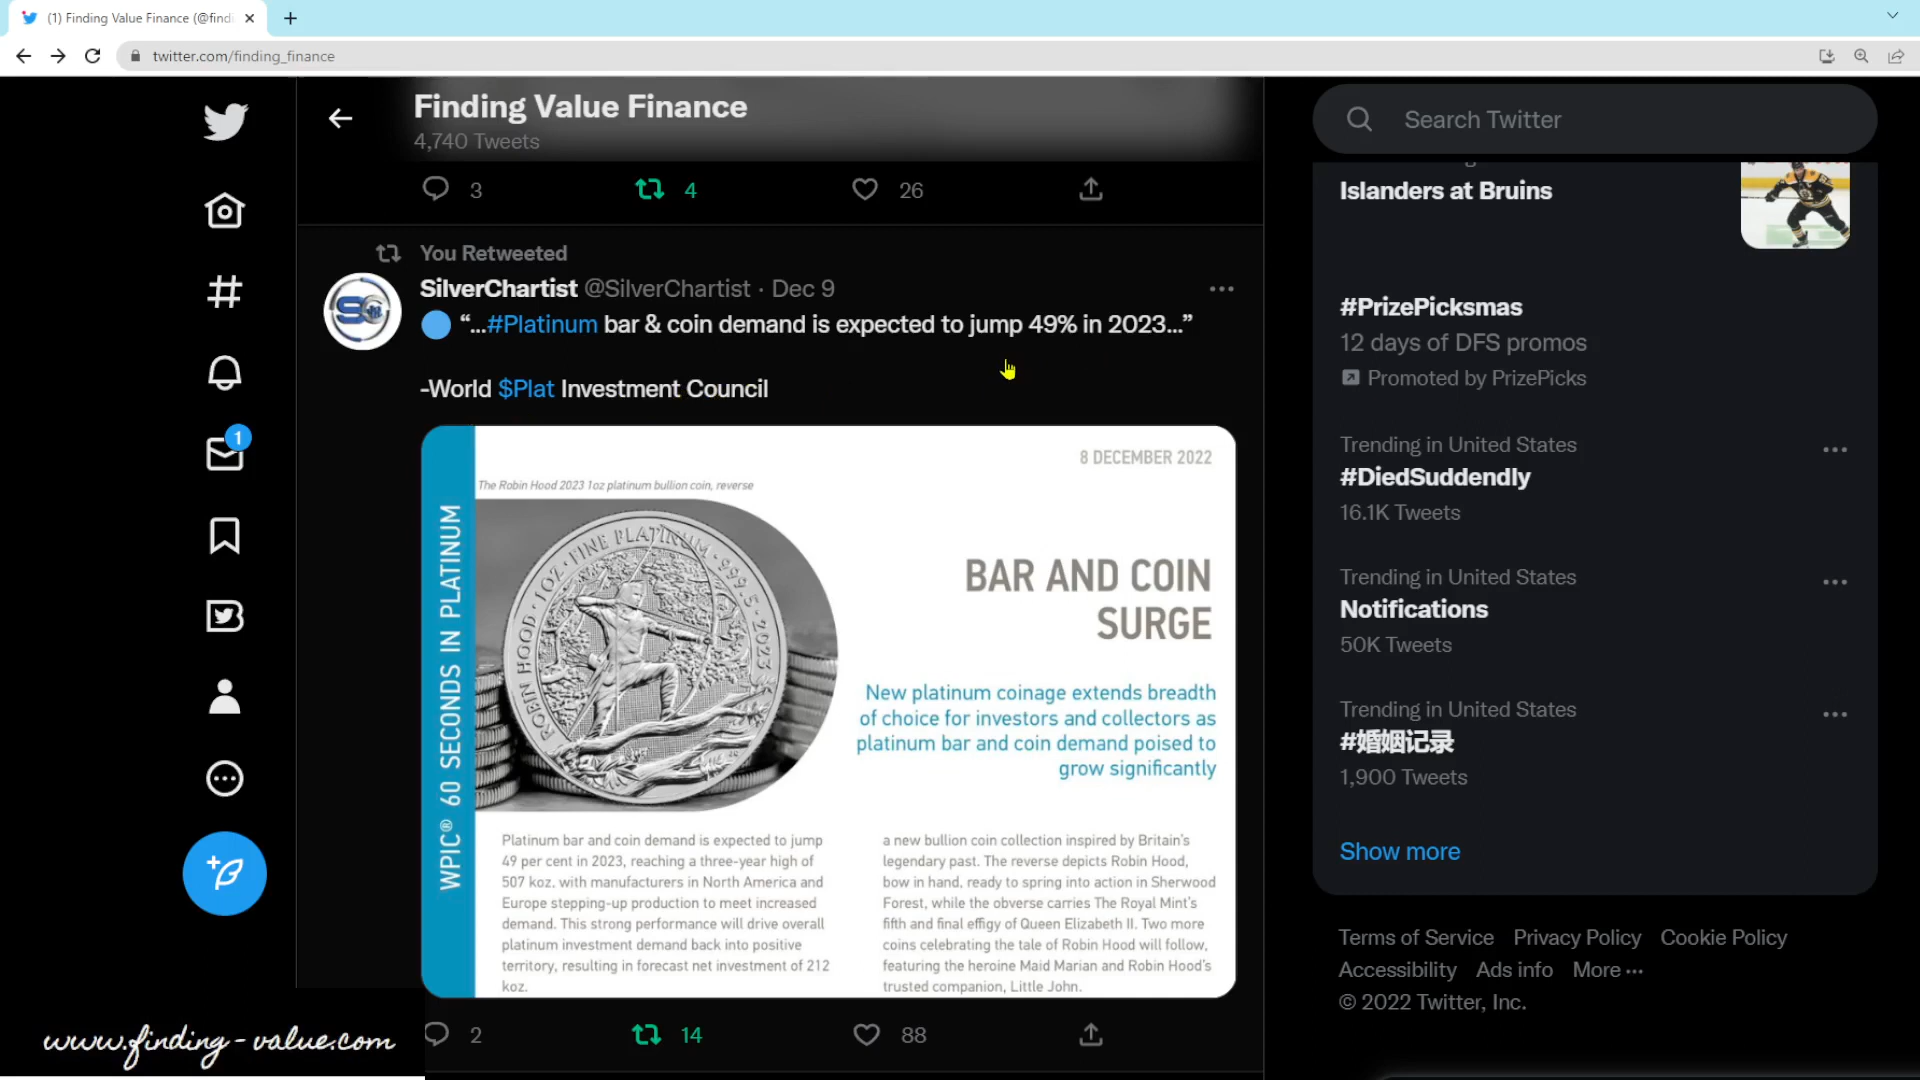 (1) Finding Value Finance (@findi
twitter.com/finding_finance
Finding Value Finance
4,740 Tweets
3
4
26
You Retweeted
SilverChartist @SilverChartist · Dec 9
“...#Platinum bar & coin demand is expected to jump 49% in 2023...”
-World $Plat Investment Council
WPIC® 60 SECONDS IN PLATINUM
8 DECEMBER 2022
The Robin Hood 2023 1oz platinum bullion coin, reverse
ROBIN HOOD · 1OZ · FINE PLATINUM · 999.5 · 2023
BAR AND COIN
SURGE
New platinum coinage extends breadth
of choice for investors and collectors as
platinum bar and coin demand poised to
grow significantly
Platinum bar and coin demand is expected to jump
49 per cent in 2023, reaching a three-year high of
507 koz, with manufacturers in North America and
Europe stepping-up production to meet increased
demand. This strong performance will drive overall
platinum investment demand back into positive
territory, resulting in forecast net investment of 212
koz.
a new bullion coin collection inspired by Britain's
legendary past. The reverse depicts Robin Hood,
bow in hand, ready to spring into action in Sherwood
Forest, while the obverse carries The Royal Mint's
fifth and final effigy of Queen Elizabeth II. Two more
coins celebrating the tale of Robin Hood will follow,
featuring the heroine Maid Marian and Robin Hood's
trusted companion, Little John.
2
14
88
1
www.finding-value.com
Search Twitter
Islanders at Bruins
#PrizePicksmas
12 days of DFS promos
Promoted by PrizePicks
Trending in United States
#DiedSuddendly
16.1K Tweets
Trending in United States
Notifications
50K Tweets
Trending in United States
#婚姻记录
1,900 Tweets
Show more
Terms of Service Privacy Policy Cookie Policy
Accessibility Ads info More ···
© 2022 Twitter, Inc.